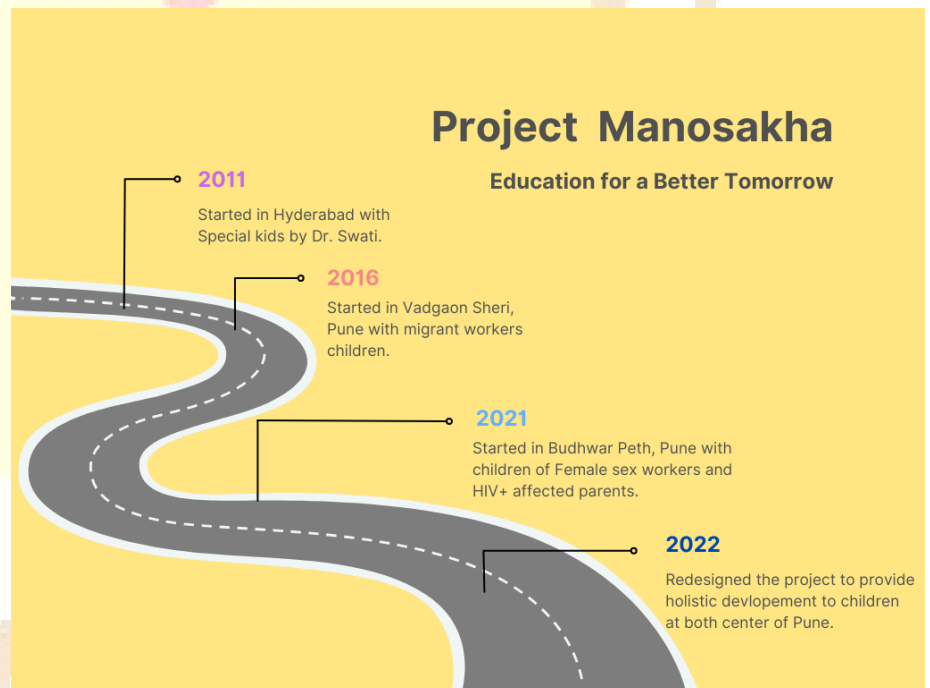 Project Manosakha
Education for a Better Tomorrow
2011
Started in Hyderabad with
Special kids by Dr. Swati.
2016
Started in Vadgaon Sheri,
Pune with migrant workers
children.
2021
Started in Budhwar Peth, Pune with
children of Female sex workers and
HIV+ affected parents.
2022
Redesigned the project to provide
holistic devlopement to children
at both center of Pune.